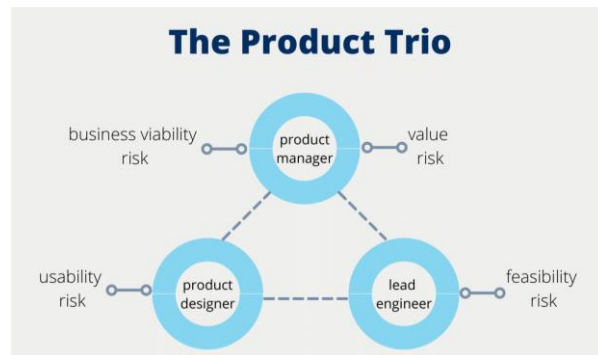 The Product Trio
business viability
risk
product
manager
value
risk
usability
risk
product
designer
lead
engineer
feasibility
risk